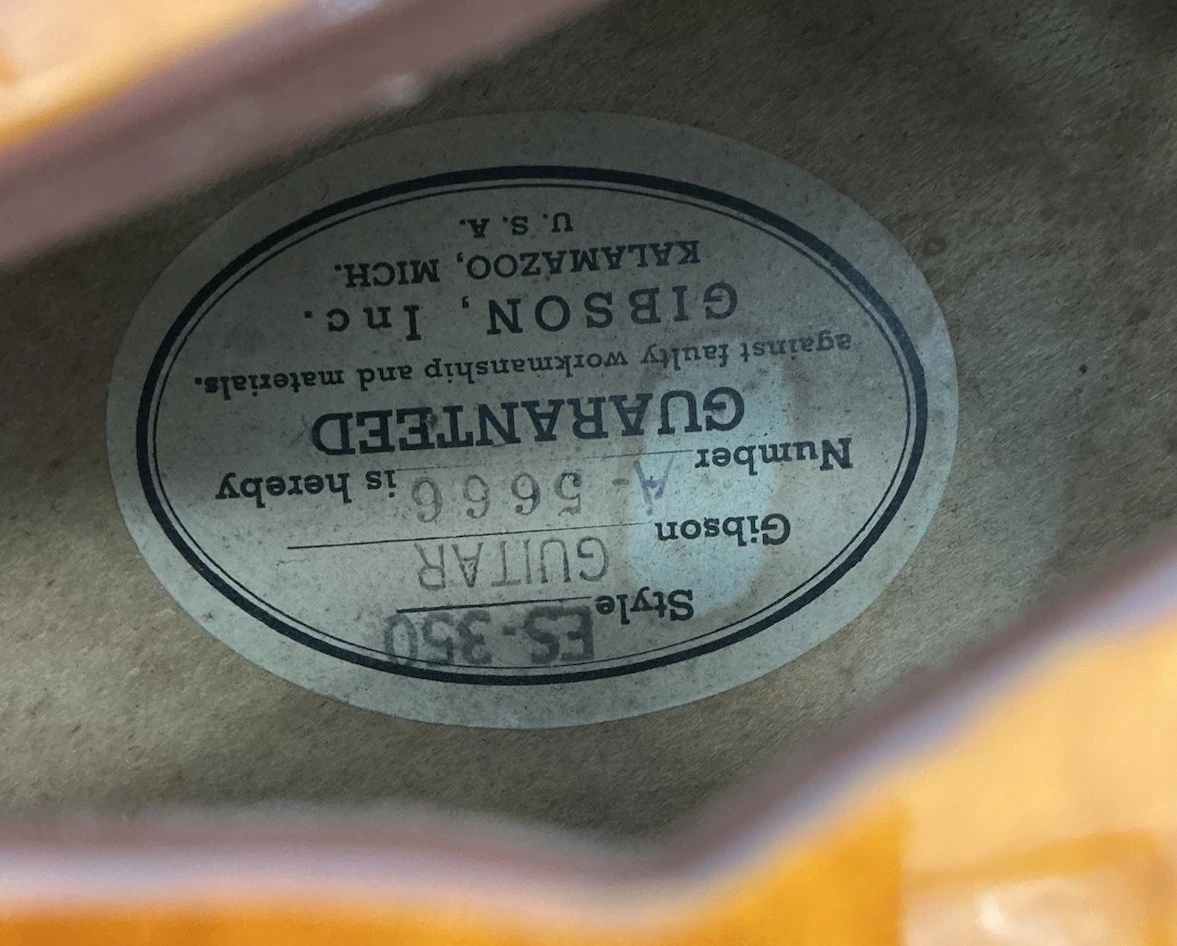 Style ES-350
Gibson GUITAR
Number A-5666 is hereby
GUARANTEED
against faulty workmanship and materials.
GIBSON, Inc.
KALAMAZOO, MICH.
U. S. A.